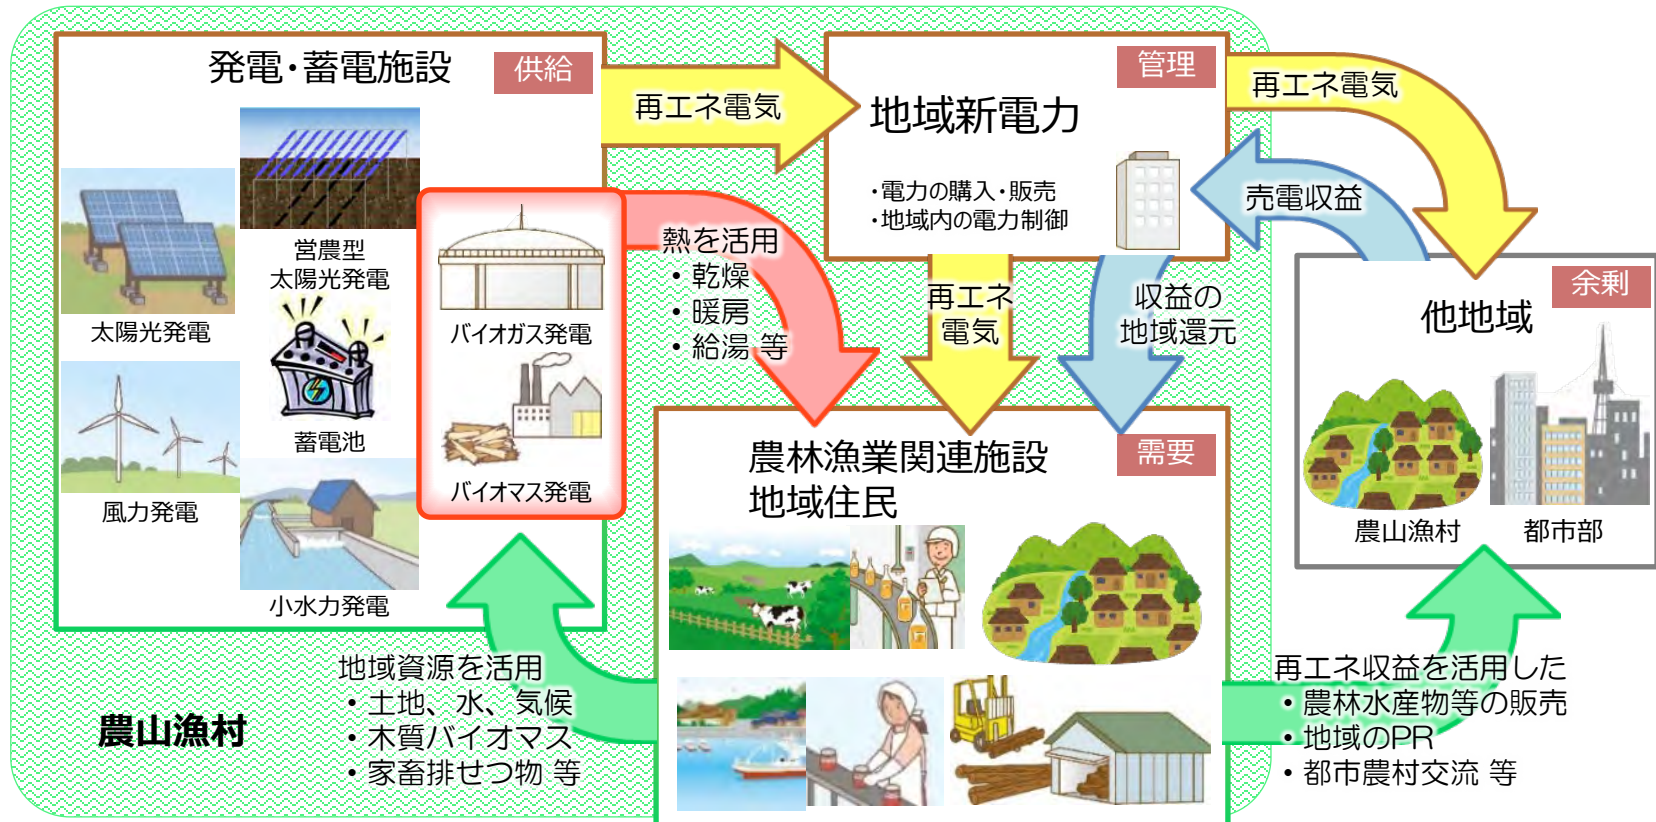 発電・蓄電施設
供給
営農型
太陽光発電
太陽光発電
蓄電池
風力発電
小水力発電
バイオガス発電
バイオマス発電
再エネ電気
地域新電力
管理
・電力の購入・販売
・地域内の電力制御
再エネ電気
売電収益
熱を活用
・乾燥
・暖房
・給湯 等
再エネ
電気
収益の
地域還元
他地域
余剰
農山漁村
都市部
農林漁業関連施設
地域住民
需要
地域資源を活用
・土地、水、気候
・木質バイオマス
・家畜排せつ物 等
農山漁村
再エネ収益を活用した
・農林水産物等の販売
・地域のPR
・都市農村交流 等